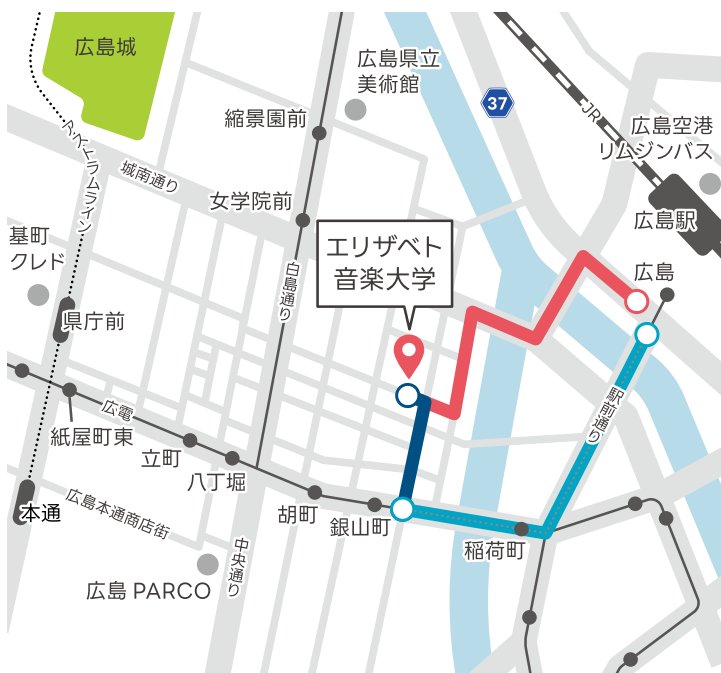 広島城
広島県立
美術館
37
JR
広島空港
リムジンバス
縮景園前
アストラムライン
城南通り
女学院前
広島駅
基町
クレド
エリザベト
音楽大学
広島
白島通り
県庁前
広電
駅前通り
紙屋町東
立町
八丁堀
胡町
銀山町
稲荷町
本通
広島本通商店街
中央通り
広島 PARCO